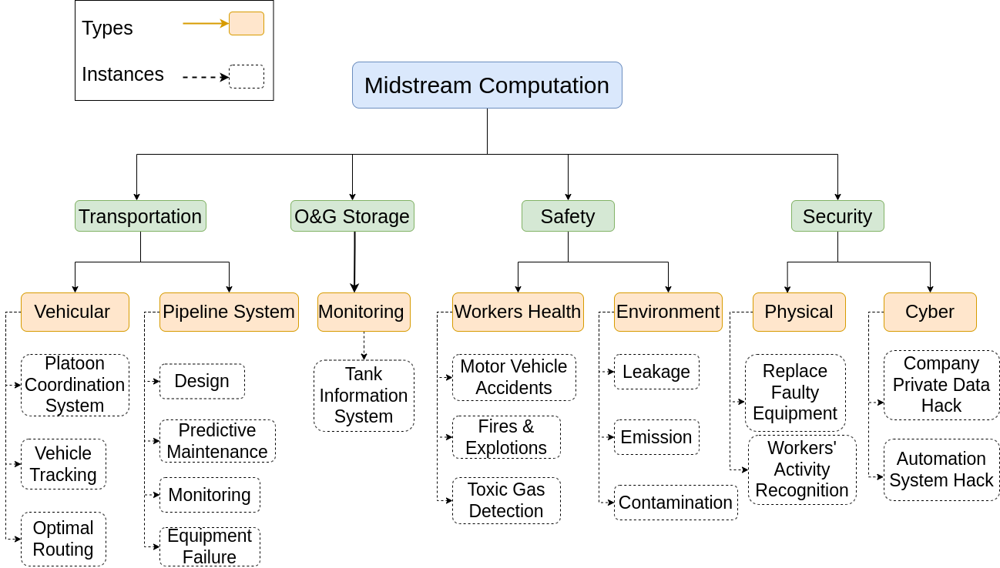 Types
Instances
Midstream Computation
Transportation
O&G Storage
Safety
Security
Vehicular
Pipeline System
Monitoring
Workers Health
Environment
Physical
Cyber
Platoon
Coordination
System
Vehicle
Tracking
Optimal
Routing
Design
Predictive
Maintenance
Monitoring
Equipment
Failure
Tank
Information
System
Motor Vehicle
Accidents
Fires &
Explotions
Toxic Gas
Detection
Leakage
Emission
Contamination
Replace
Faulty
Equipment
Workers'
Activity
Recognition
Company
Private Data
Hack
Automation
System Hack